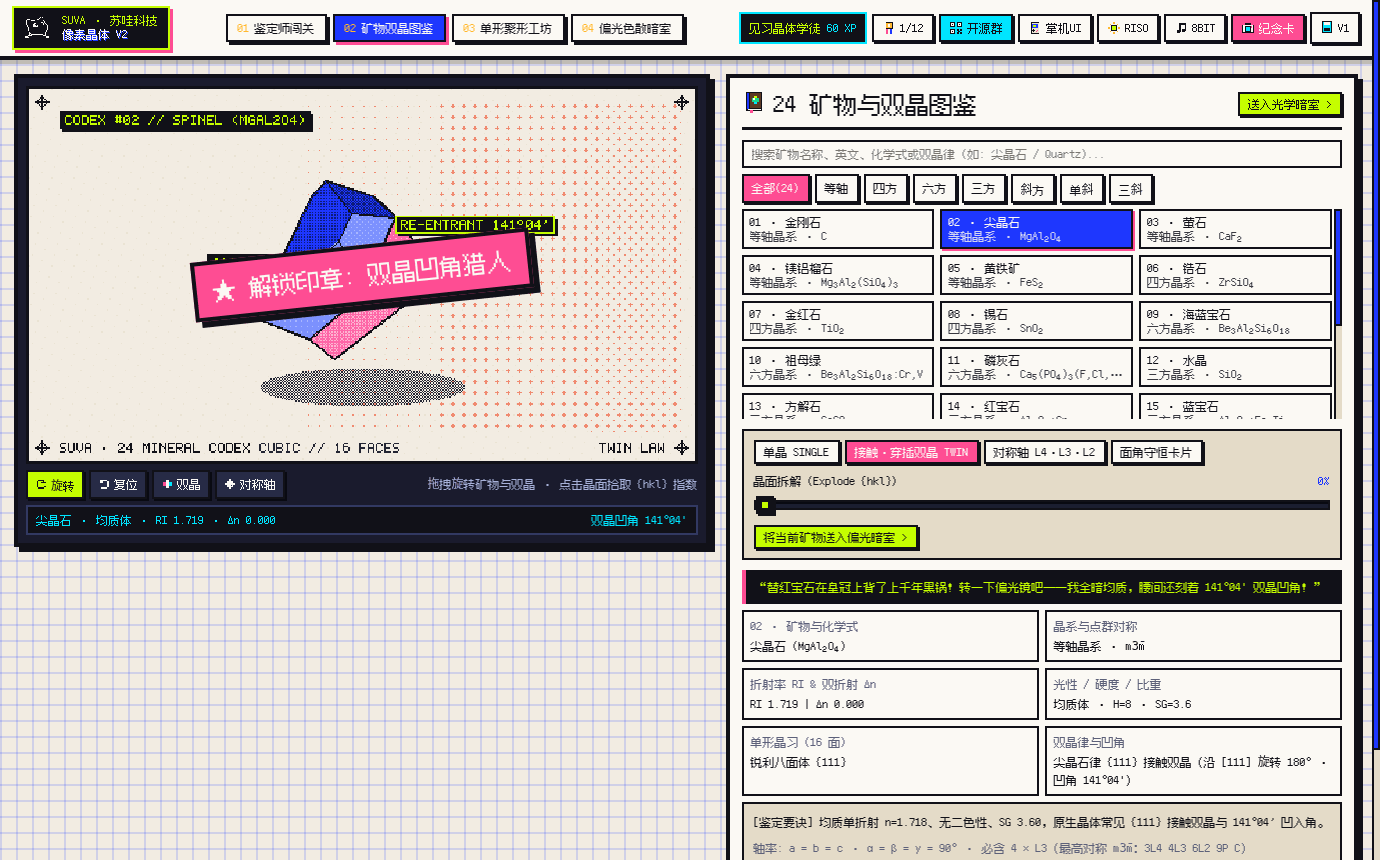 SUVA · 苏哇科技
像素晶体 V2
01 鉴定师闯关
02 矿物双晶图鉴
03 单形聚形工坊
04 偏光色散暗室
见习晶体学徒 60 XP
1/12
开源群
掌机UI
RISO
8BIT
纪念卡
V1
CODEX #02 // SPINEL (MGAL2O4)
RE-ENTRANT 141°04'
★ 解锁印章: 双晶凹角猎人
SUVA · 24 MINERAL CODEX CUBIC // 16 FACES
TWIN LAW
旋转
复位
双晶
对称轴
拖拽旋转矿物与双晶 · 点击晶面拾取 {hkl} 指数
尖晶石 · 均质体 · RI 1.719 · Δn 0.000
双晶凹角 141°04'
24 矿物与双晶图鉴
送入光学暗室 >
搜索矿物名称、英文、化学式或双晶律 (如: 尖晶石 / Quartz)...
全部(24)
等轴
四方
六方
三方
斜方
单斜
三斜
01 · 金刚石
等轴晶系 · C
02 · 尖晶石
等轴晶系 · MgAl₂O₄
03 · 萤石
等轴晶系 · CaF₂
04 · 镁铝榴石
等轴晶系 · Mg₃Al₂(SiO₄)₃
05 · 黄铁矿
等轴晶系 · FeS₂
06 · 锆石
四方晶系 · ZrSiO₄
07 · 金红石
四方晶系 · TiO₂
08 · 锡石
四方晶系 · SnO₂
09 · 海蓝宝石
六方晶系 · Be₃Al₂Si₆O₁₈
10 · 祖母绿
六方晶系 · Be₃Al₂Si₆O₁₈:Cr,V
11 · 磷灰石
六方晶系 · Ca₅(PO₄)₃(F,Cl,…
12 · 水晶
三方晶系 · SiO₂
13 · 方解石
14 · 红宝石
15 · 蓝宝石
单晶 SINGLE
接触·穿插双晶 TWIN
对称轴 L4·L3·L2
面角守恒卡片
晶面拆解 (Explode {hkl})
0%
将当前矿物送入偏光暗室 >
“替红宝石在皇冠上背了上千年黑锅! 转一下偏光镜吧——我全暗均质, 腰间还刻着 141°04' 双晶凹角! ”
02 · 矿物与化学式
尖晶石 (MgAl₂O₄)
晶系与点群对称
等轴晶系 · m3̄m
折射率 RI & 双折射 Δn
RI 1.719 | Δn 0.000
光性 / 硬度 / 比重
均质体 · H=8 · SG=3.6
单形晶习 (16 面)
锐利八面体 {111}
双晶律与凹角
尖晶石律 {111} 接触双晶 (沿 [111] 旋转 180° ·
凹角 141°04')
[鉴定要诀] 均质单折射 n=1.718、无二色性、SG 3.60, 原生晶体常见 {111} 接触双晶与 141°04′ 凹入角。
轴率: a = b = c · α = β = γ = 90° · 必含 4 × L3 (最高对称 m3̄m: 3L4 4L3 6L2 9P C)